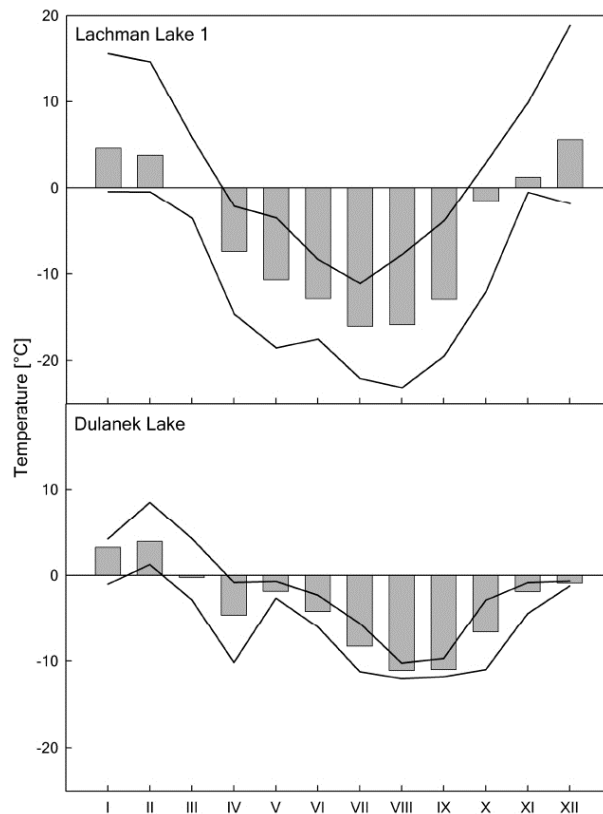 Lachman Lake 1
20
10
0
-10
-20
Temperature [°C]
Dulanek Lake
10
0
-10
-20
I II III IV V VI VII VIII IX X XI XII